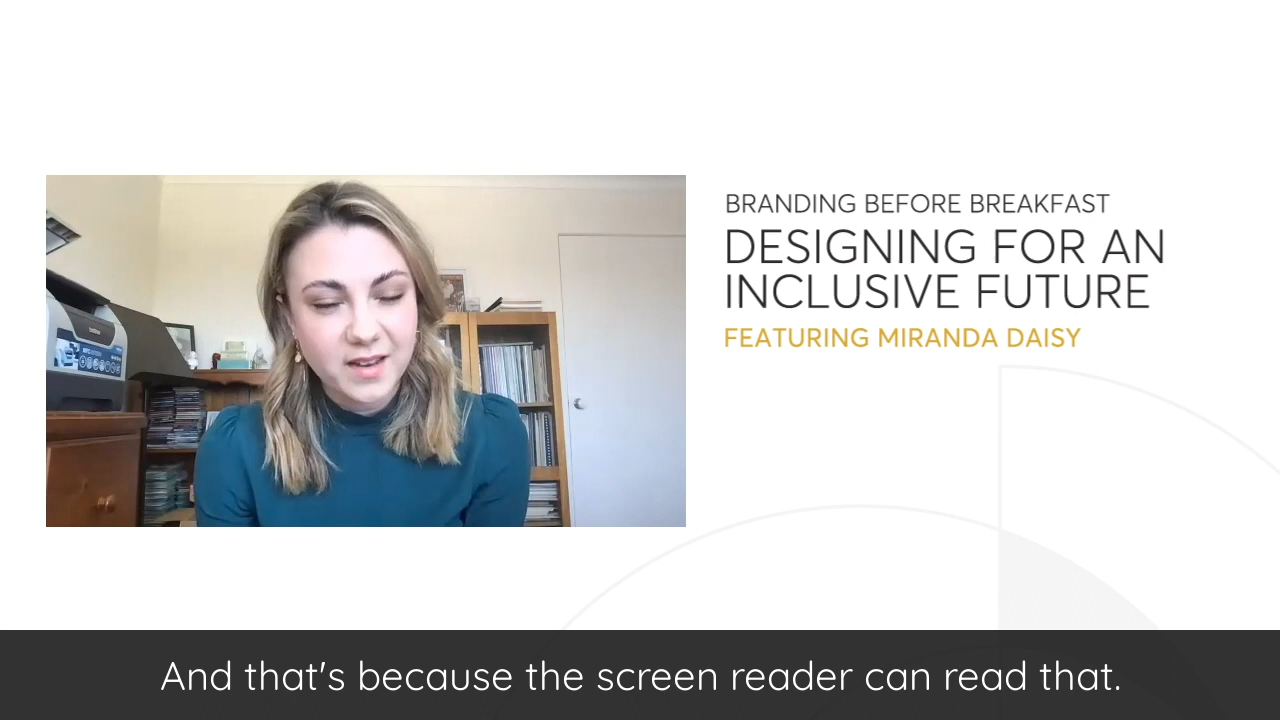 BRANDING BEFORE BREAKFAST
DESIGNING FOR AN
INCLUSIVE FUTURE
FEATURING MIRANDA DAISY
And that's because the screen reader can read that.